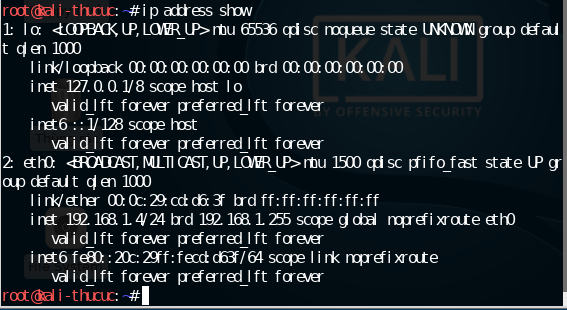 root@kali-thucuc:~# ip address show
1: lo: <LOOPBACK,UP,LOWER_UP> mtu 65536 qdisc noqueue state UNKNOWN group defaul
t qlen 1000
    link/loopback 00:00:00:00:00:00 brd 00:00:00:00:00:00
    inet 127.0.0.1/8 scope host lo
       valid_lft forever preferred_lft forever
    inet6 ::1/128 scope host
       valid_lft forever preferred_lft forever
2: eth0: <BROADCAST,MULTICAST,UP,LOWER_UP> mtu 1500 qdisc pfifo_fast state UP gr
oup default qlen 1000
    link/ether 00:0c:29:cd:d6:3f brd ff:ff:ff:ff:ff:ff
    inet 192.168.1.4/24 brd 192.168.1.255 scope global noprefixroute eth0
       valid_lft forever preferred_lft forever
    inet6 fe80::20c:29ff:fecd:d63f/64 scope link noprefixroute
       valid_lft forever preferred_lft forever
root@kali-thucuc:~#
KALI
BY OFFENSIVE SECURITY